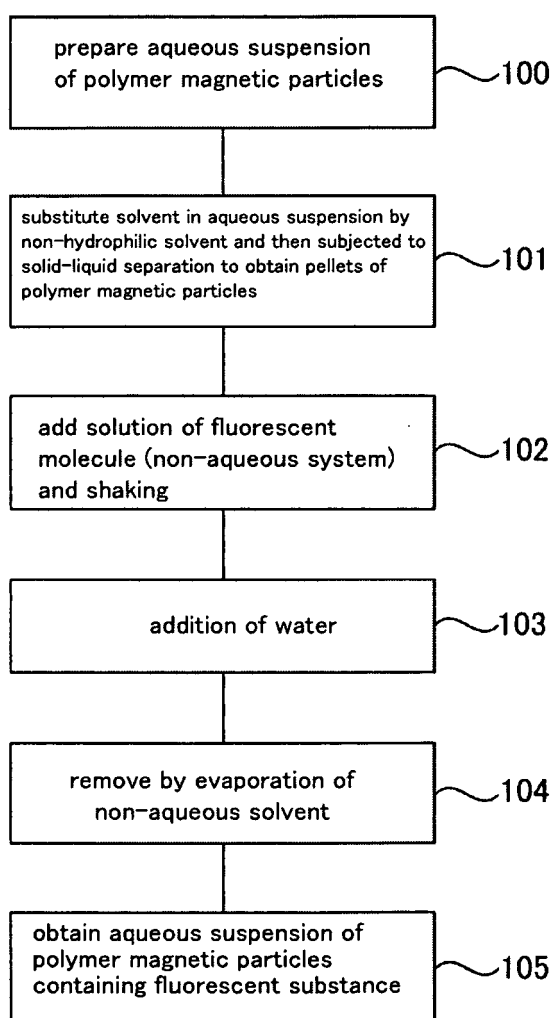 prepare aqueous suspension
of polymer magnetic particles
100
substitute solvent in aqueous suspension by
non-hydrophilic solvent and then subjected to
solid-liquid separation to obtain pellets of
polymer magnetic particles
101
add solution of fluorescent
molecule (non-aqueous system)
and shaking
102
addition of water
103
remove by evaporation of
non-aqueous solvent
104
obtain aqueous suspension of
polymer magnetic particles
containing fluorescent substance
105